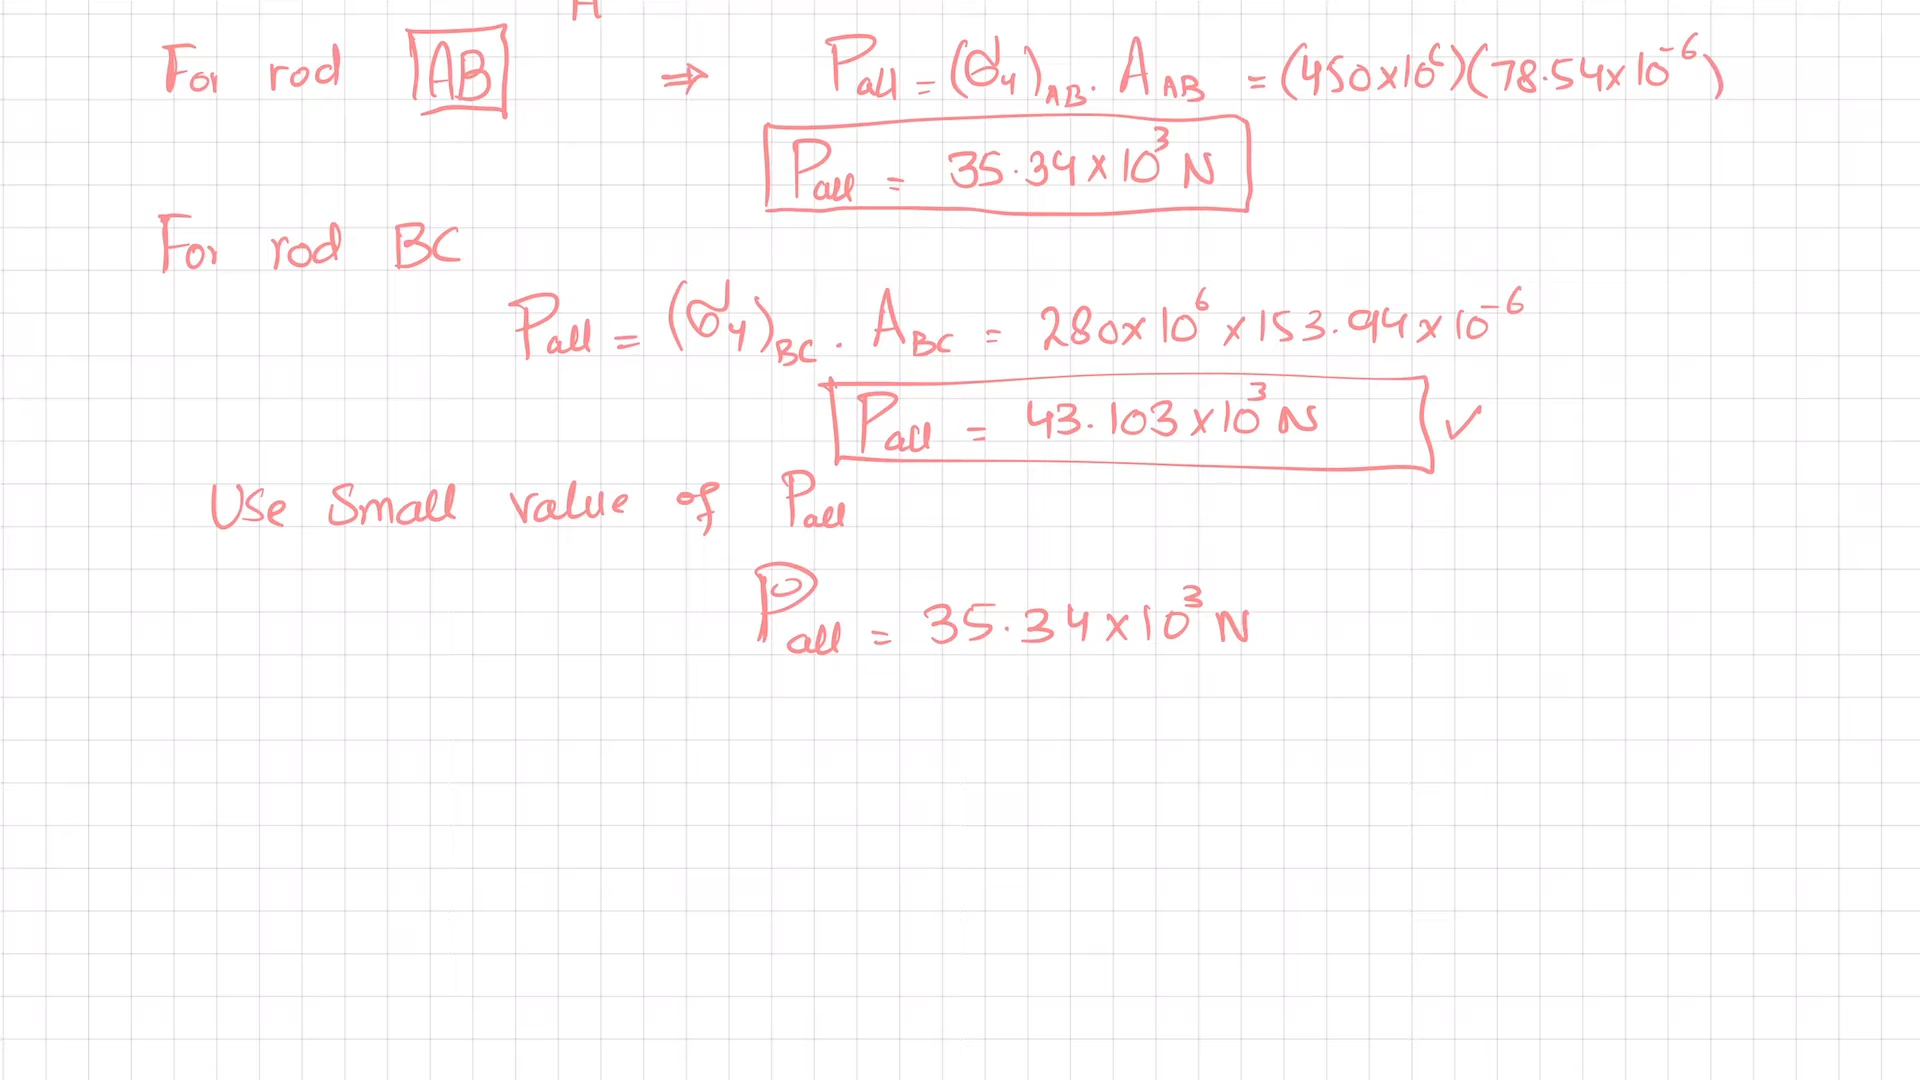 A
For rod AB ⇒ Pall = (σy)AB · AAB = (450×10⁶)(78.54×10⁻⁶)
Pall = 35.34×10³ N
For rod BC
Pall = (σy)BC · ABC = 280×10⁶ × 153.94×10⁻⁶
Pall = 43.103×10³ N ✓
Use Small value of Pall
Pall = 35.34×10³ N